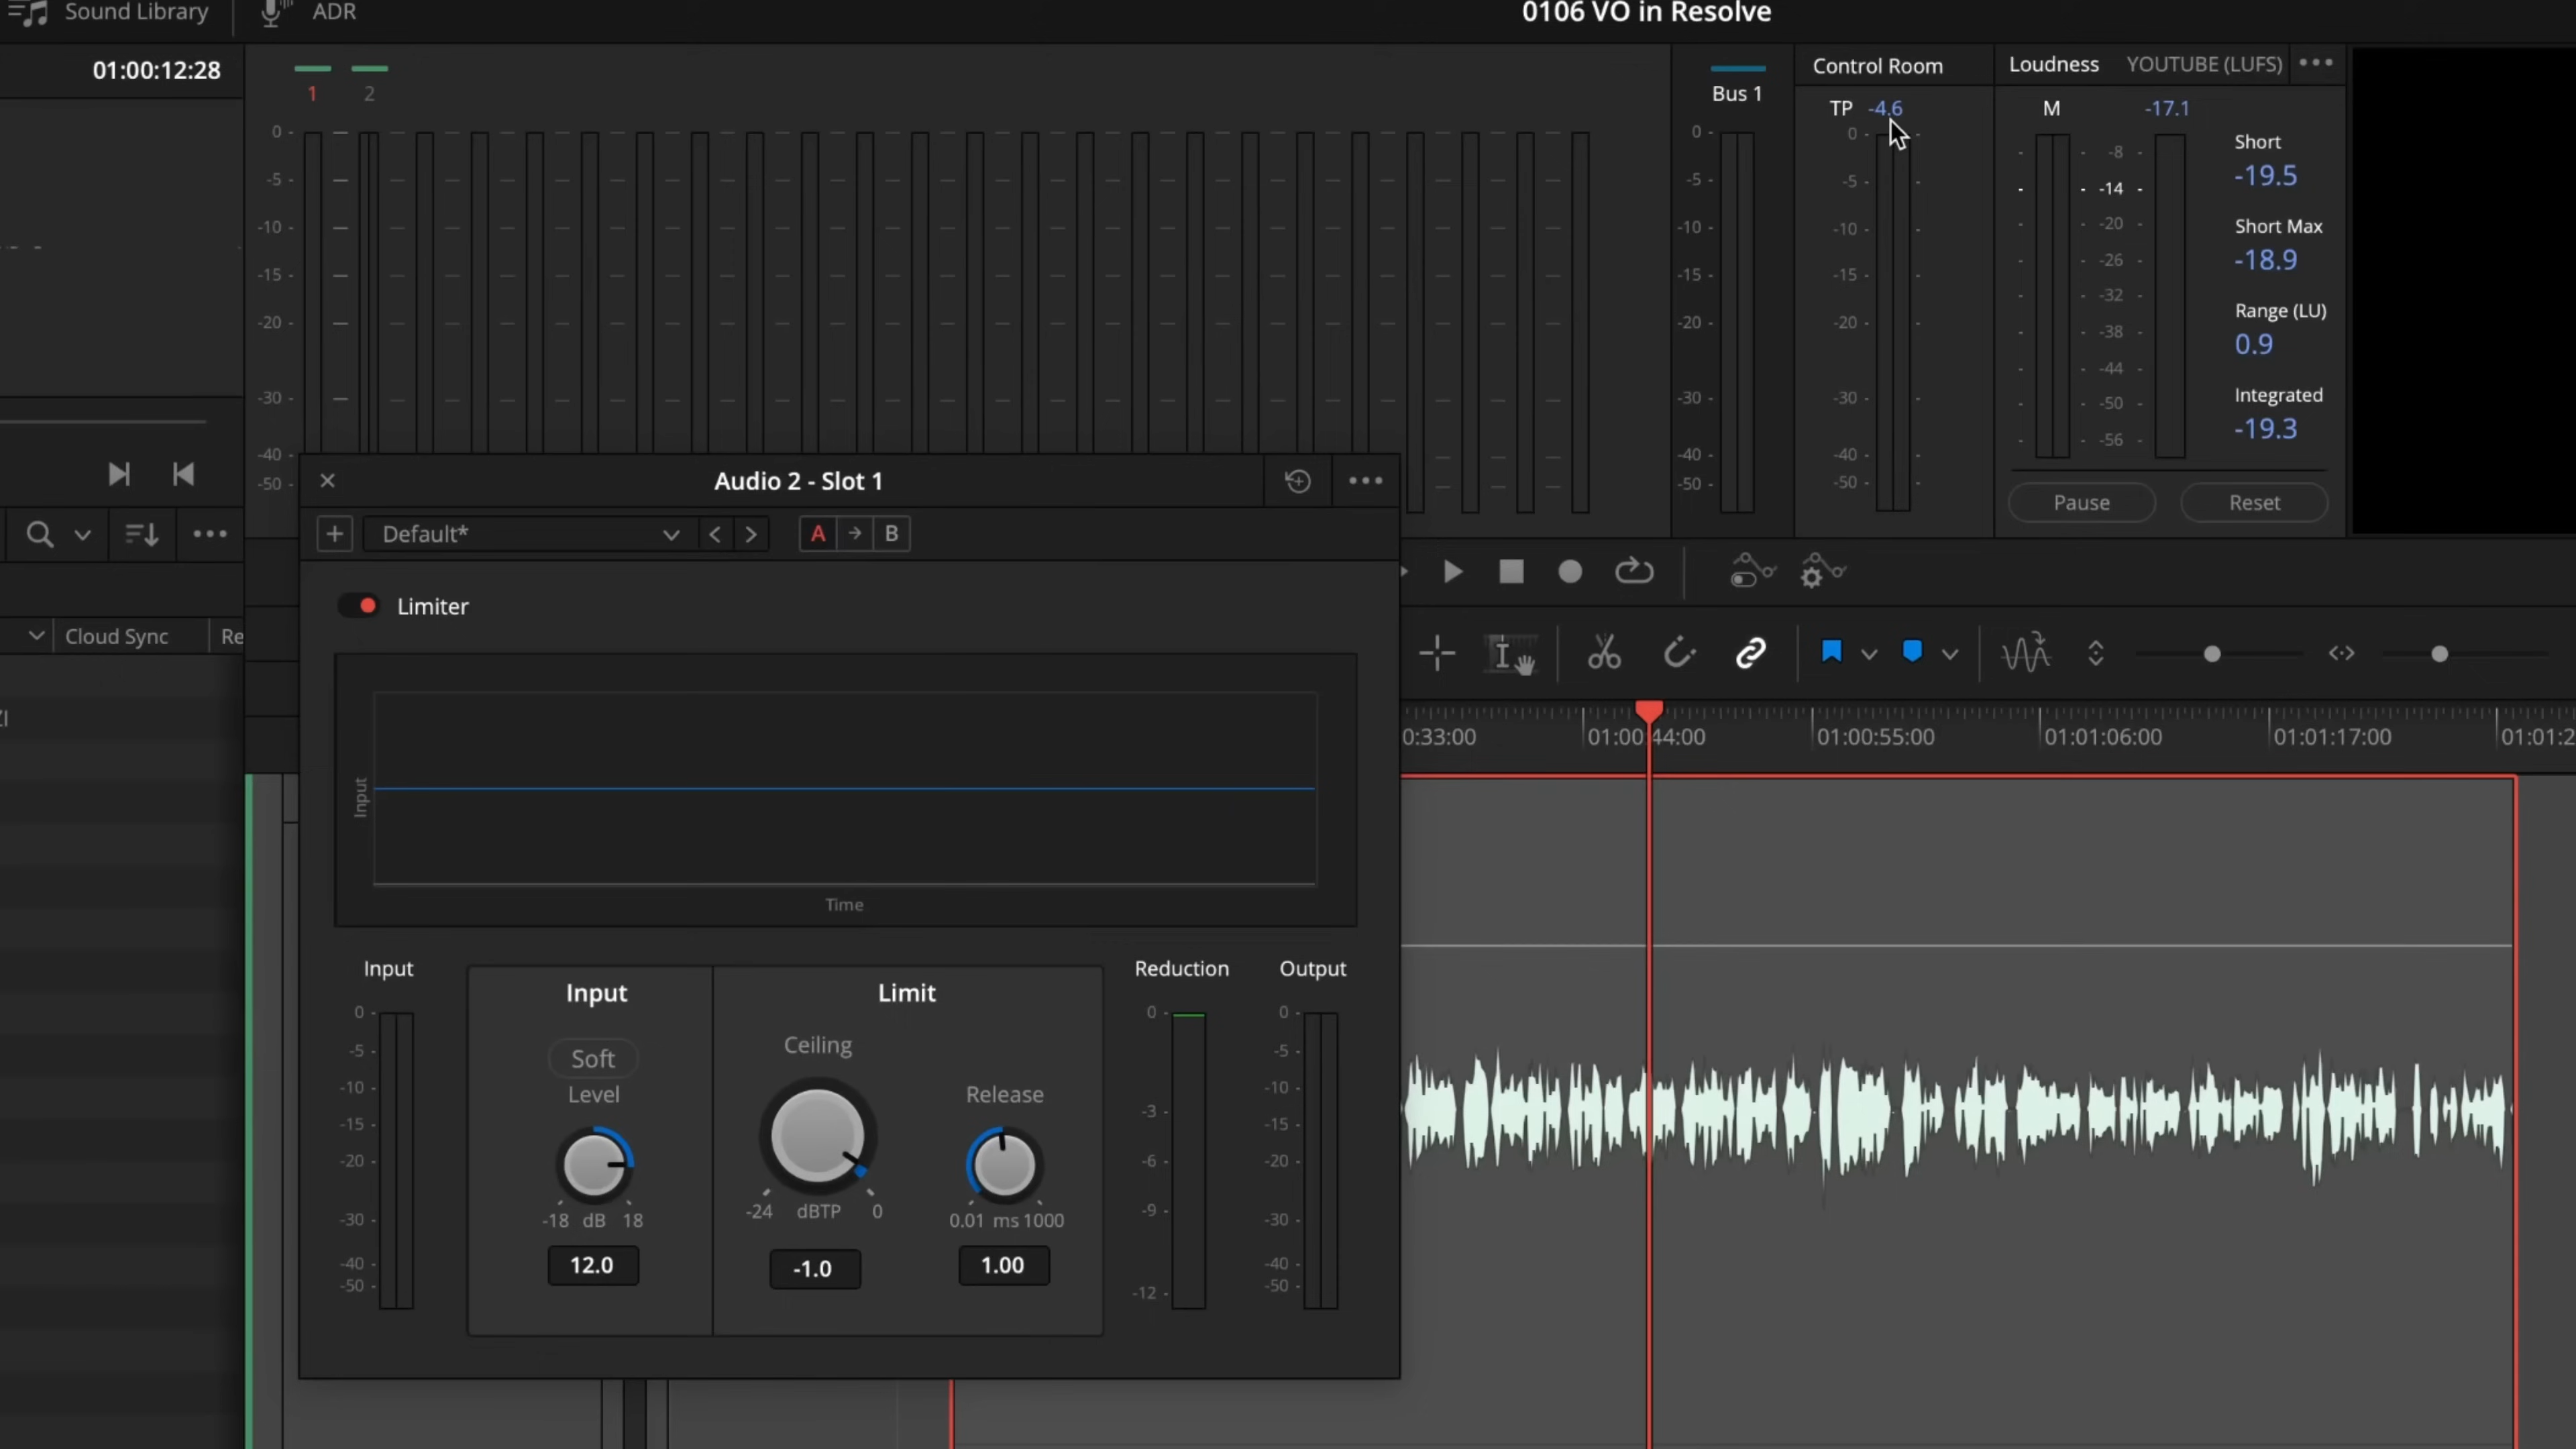 Sound Library
ADR
0106 VO in Resolve
01:00:12:28
1
2
Bus 1
Control Room
Loudness
YOUTUBE (LUFS)
TP -4.6
M
-17.1
0
-5
-10
-15
-20
-30
-40
-50
0
-5
-10
-15
-20
-30
-40
-50
0
-5
-10
-15
-20
-30
-40
-50
-8
-14
-20
-26
-32
-38
-44
-50
-56
Short
-19.5
Short Max
-18.9
Range (LU)
0.9
Integrated
-19.3
Pause
Reset
Audio 2 - Slot 1
Default*
A
B
Limiter
Cloud Sync
Re
Input
Time
0:33:00
01:00:44:00
01:00:55:00
01:01:06:00
01:01:17:00
01:01:2
Input
0
-5
-10
-15
-20
-30
-40
-50
Input
Soft
Level
-18 dB 18
12.0
Limit
Ceiling
-24 dBTP 0
-1.0
Release
0.01 ms 1000
1.00
Reduction
0
-3
-6
-9
-12
Output
0
-5
-10
-15
-20
-30
-40
-50